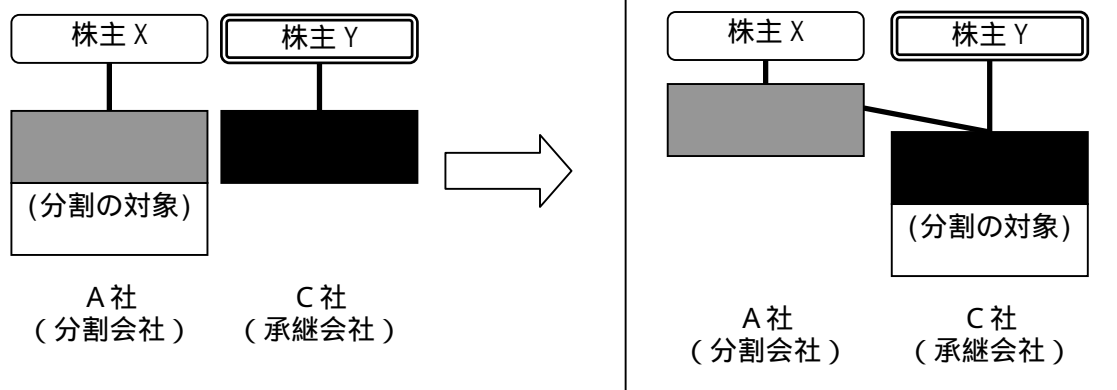 株主 X
株主 Y
(分割の対象)
A 社
（分割会社）
C 社
（承継会社）
株主 X
株主 Y
(分割の対象)
A 社
（分割会社）
C 社
（承継会社）